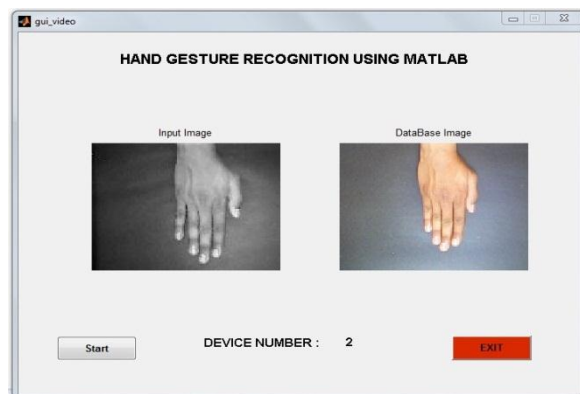 gui_video
HAND GESTURE RECOGNITION USING MATLAB
Input Image
DataBase Image
Start
DEVICE NUMBER : 2
EXIT